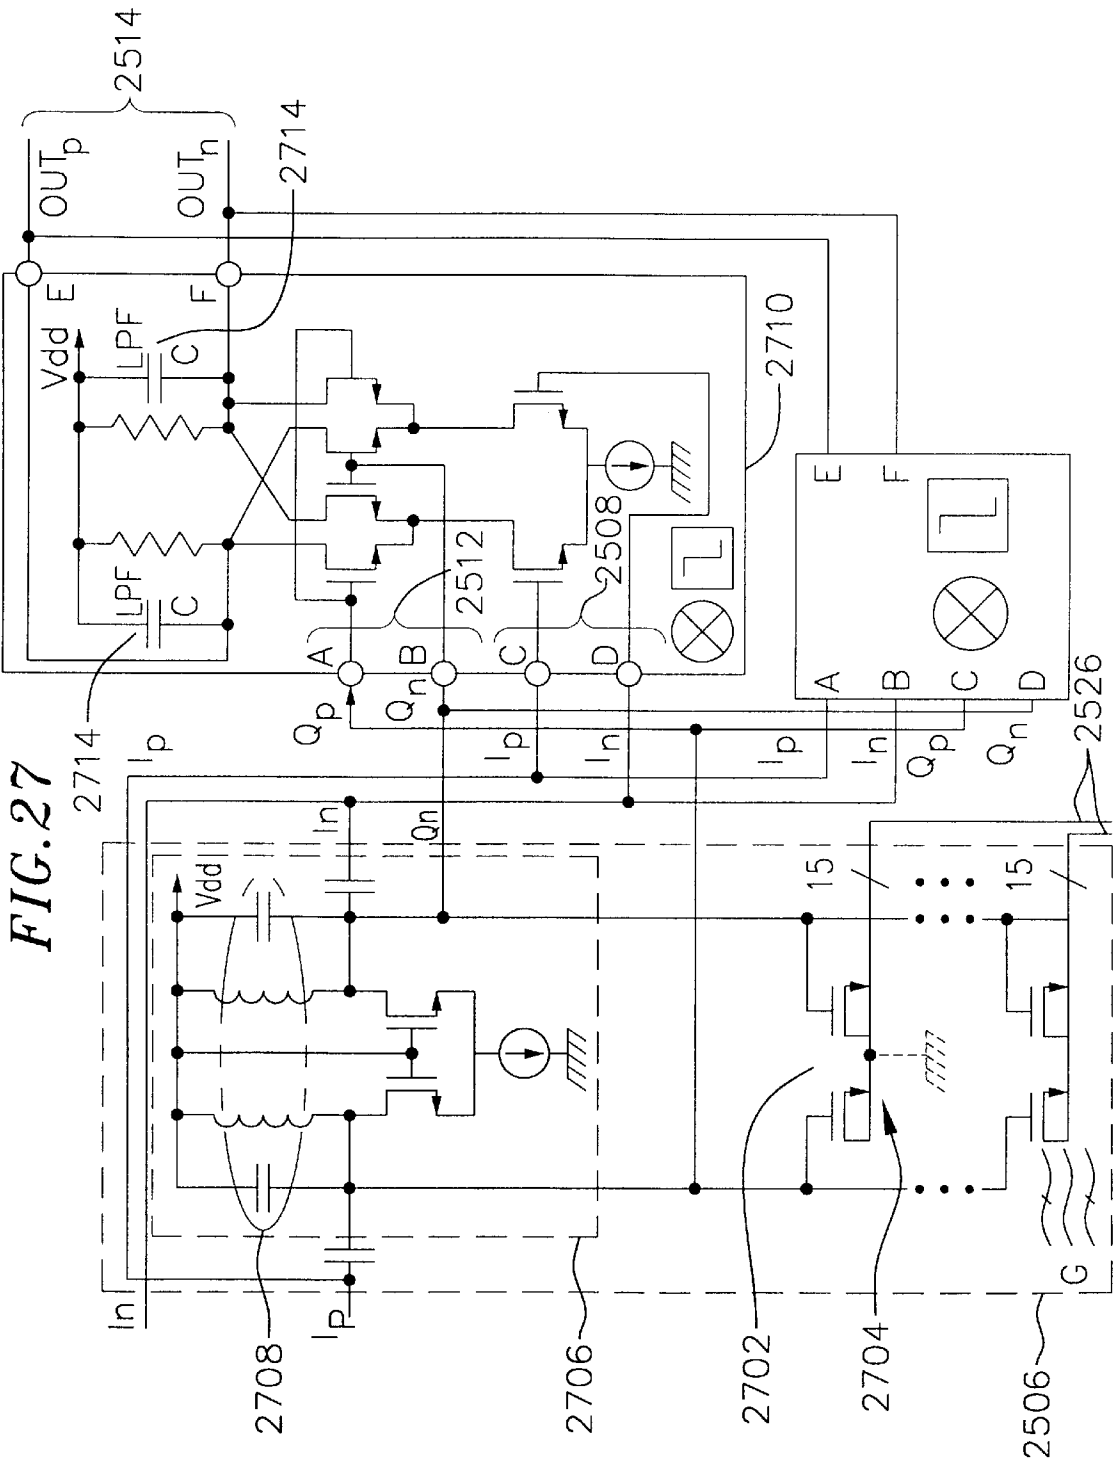 FIG.27
2514
OUTp
OUTn
2714
E
F
Vdd
LPF
C
LPF
C
2714
2710
2508
2512
A
B
C
D
Qp
Qn
Ip
In
Ip
In
Qn
Vdd
In
IP
2708
2706
E
F
A
B
C
D
Ip
In
Qp
Qn
2526
15
15
2702
2704
G
2506